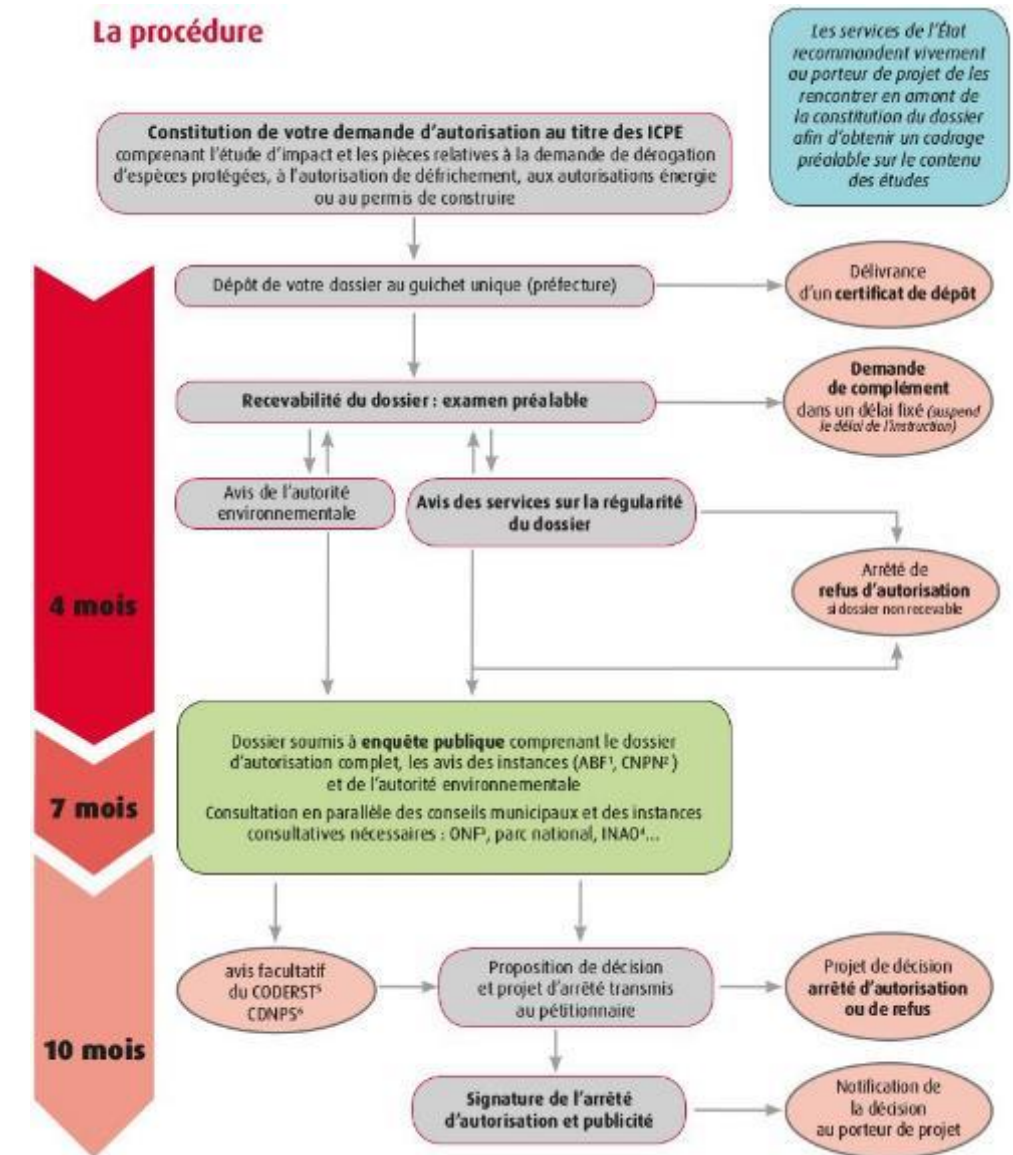 La procédure
Les services de l'État
recommandent vivement
au porteur de projet de les
rencontrer en amont de
la constitution du dossier
afin d'obtenir un cadrage
préalable sur le contenu
des études
Constitution de votre demande d'autorisation au titre des ICPE
comprenant l'étude d'impact et les pièces relatives à la demande de dérogation
d'espèces protégées, à l'autorisation de défrichement, aux autorisations énergie
ou au permis de construire
Dépôt de votre dossier au guichet unique (préfecture)
Délivrance
d'un certificat de dépôt
Recevabilité du dossier : examen préalable
Demande
de complément
dans un délai fixé (suspend
le délai de l'instruction)
Avis de l'autorité
environnementale
Avis des services sur la régularité
du dossier
Arrêté de
refus d'autorisation
si dossier non recevable
4 mois
Dossier soumis à enquête publique comprenant le dossier
d'autorisation complet, les avis des instances (ABF¹, CNPN²)
et de l'autorité environnementale
Consultation en parallèle des conseils municipaux et des instances
consultatives nécessaires : ONF³, parc national, INAO⁴...
7 mois
avis facultatif
du CODERST⁵
CDNPS⁶
Proposition de décision
et projet d'arrêté transmis
au pétitionnaire
Projet de décision
arrêté d'autorisation
ou de refus
10 mois
Signature de l'arrêté
d'autorisation et publicité
Notification de
la décision
au porteur de projet